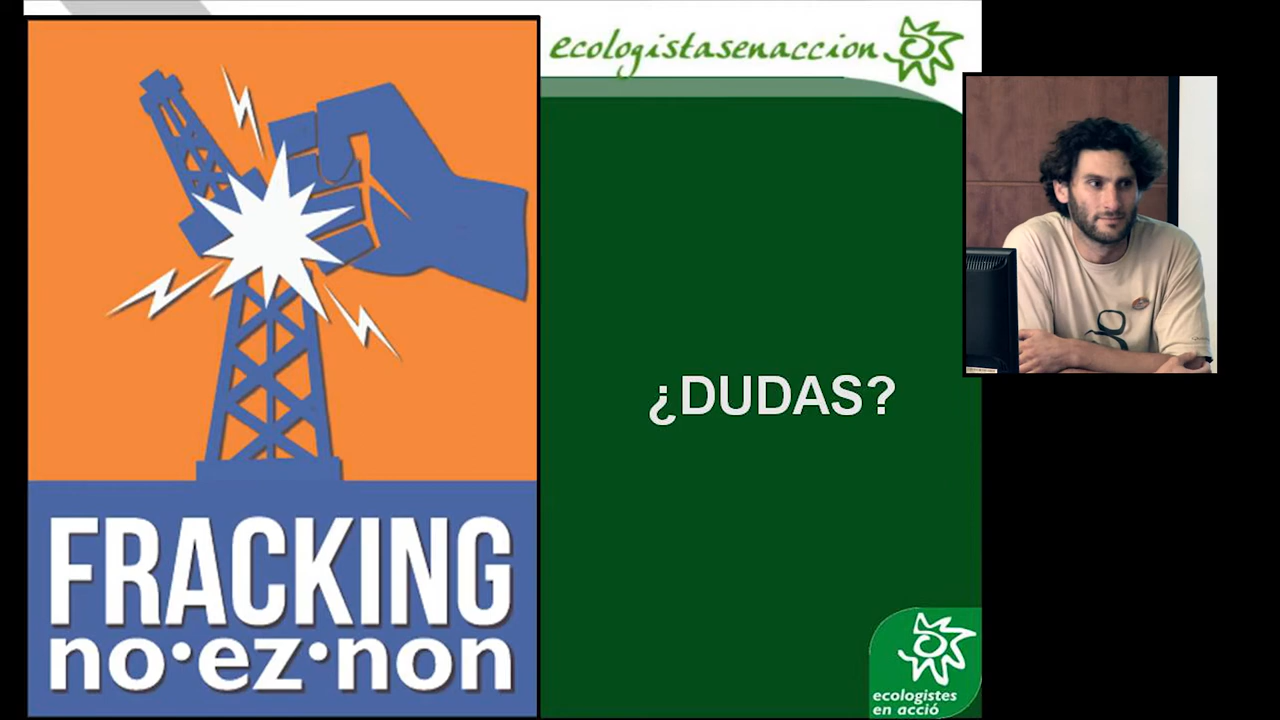 ecologistasenaccion
¿DUDAS?
FRACKING
no·ez·non
ecologistes
en acció